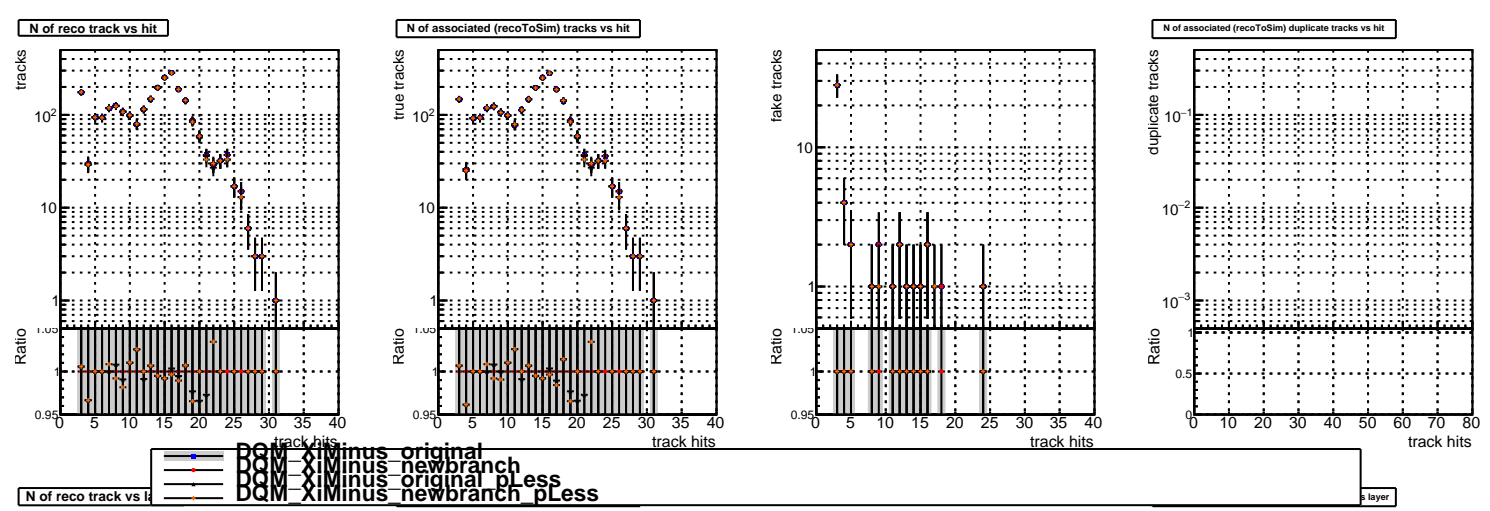 N of reco track vs hit
N of associated (recoToSim) tracks vs hit
N of associated (recoToSim) duplicate tracks vs hit
tracks
10²
10
1
Ratio
1.05
1
0.95
0 5 10 15 20 25 30 35 40
track hits
true tracks
10²
10
1
Ratio
1.05
1
0.95
0 5 10 15 20 25 30 35 40
track hits
fake tracks
10
1
Ratio
1.05
1
0.95
0 5 10 15 20 25 30 35 40
track hits
duplicate tracks
10⁻¹
10⁻²
10⁻³
Ratio
1
0.5
0
0 10 20 30 40 50 60 70 80
track hits
DQM_XiMinus_original
DQM_XiMinus_newbranch
DQM_XiMinus_original_pLess
DQM_XiMinus_newbranch_pLess
N of reco track vs la
s layer